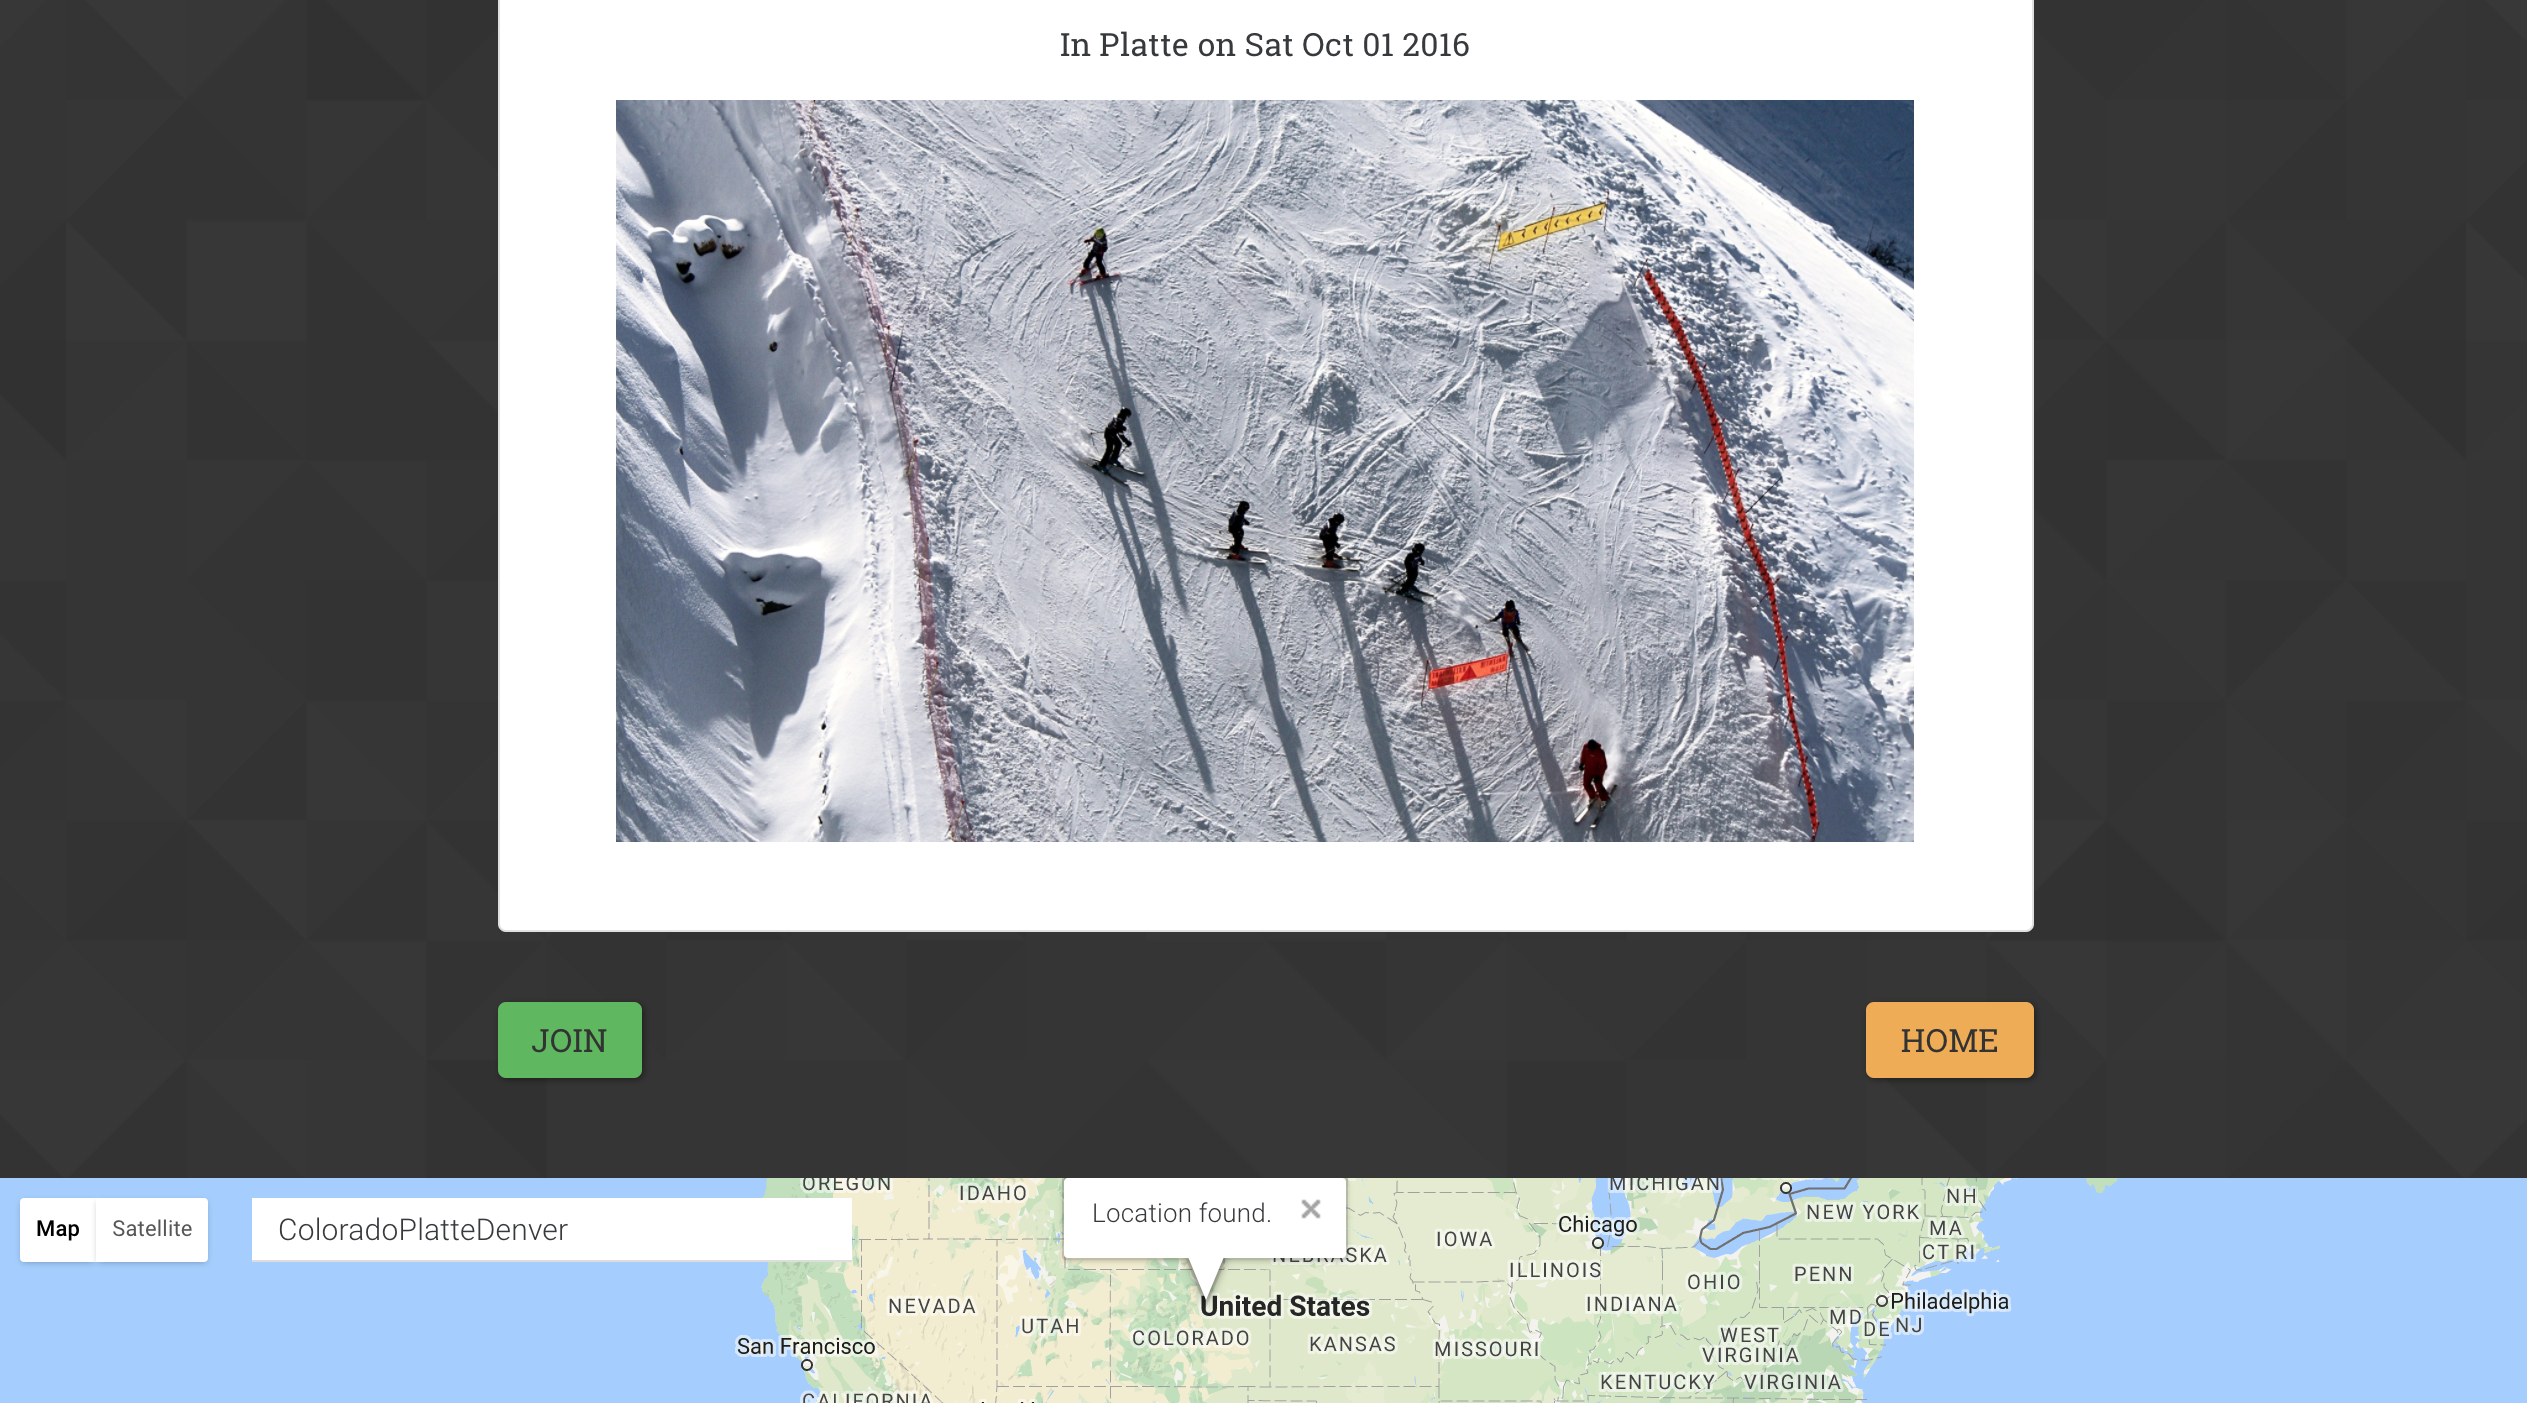 In Platte on Sat Oct 01 2016
JOIN
HOME
Map
Satellite
ColoradoPlatteDenver
Location found.
OREGON
IDAHO
MICHIGAN
NH
NEW YORK
MA
CT RI
Chicago
IOWA
NEBRASKA
ILLINOIS
OHIO
PENN
NEVADA
United States
INDIANA
Philadelphia
MD
DE
NJ
UTAH
COLORADO
KANSAS
MISSOURI
WEST
VIRGINIA
San Francisco
KENTUCKY
VIRGINIA
CALIFORNIA